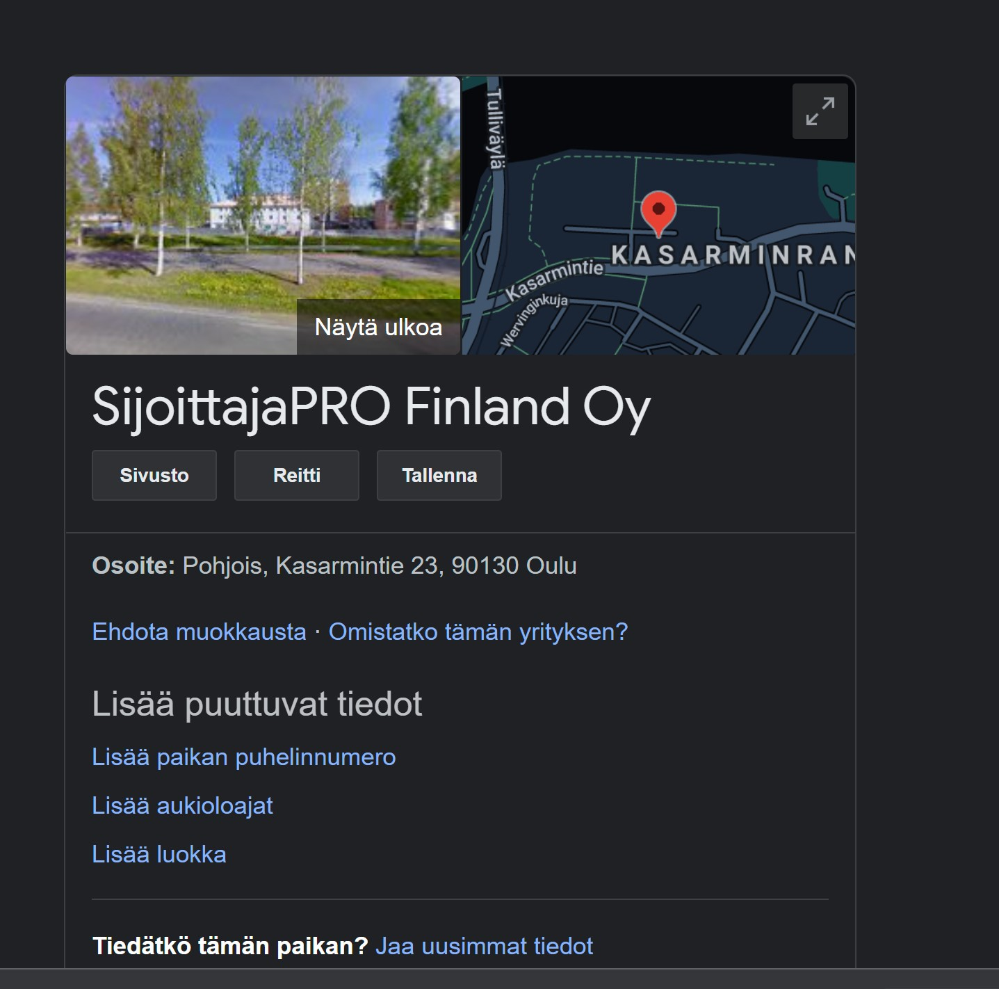 Näytä ulkoa
Tulliväylä
KASARMINRAN
Kasarmintie
Wervinginkuja
SijoittajaPRO Finland Oy
Sivusto
Reitti
Tallenna
Osoite: Pohjois, Kasarmintie 23, 90130 Oulu
Ehdota muokkausta · Omistatko tämän yrityksen?
Lisää puuttuvat tiedot
Lisää paikan puhelinnumero
Lisää aukioloajat
Lisää luokka
Tiedätkö tämän paikan? Jaa uusimmat tiedot